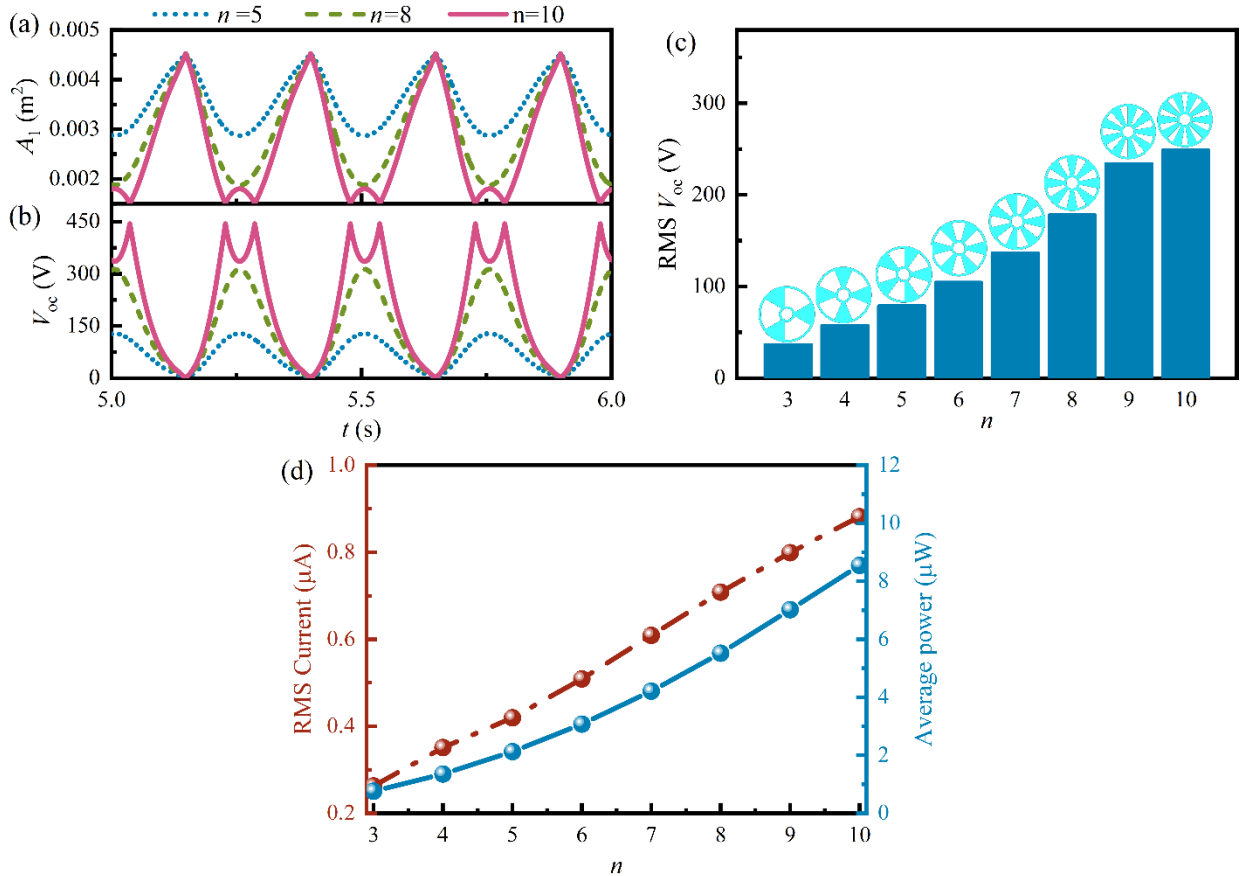 (a)
n =5
n=8
n=10
0.005
0.004
0.003
0.002
A1 (m2)
(b)
450
300
150
0
Voc (V)
5.0
5.5
6.0
t (s)
(c)
300
200
100
0
RMS Voc (V)
3
4
5
6
7
8
9
10
n
(d)
1.0
0.8
0.6
0.4
0.2
RMS Current (μA)
12
10
8
6
4
2
0
Average power (μW)
3
4
5
6
7
8
9
10
n